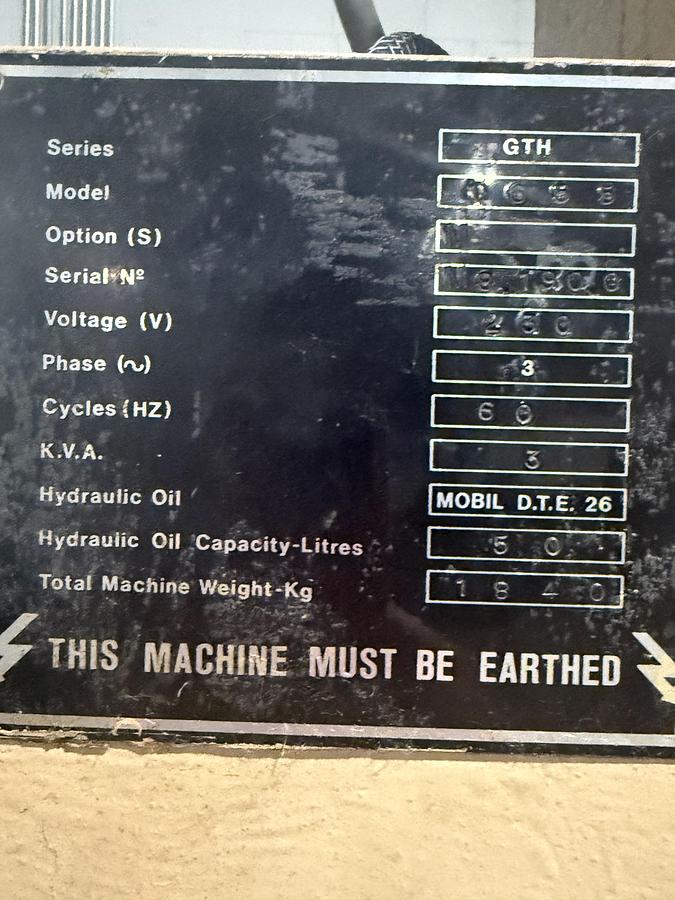 Series GTH
Model
Option (S)
Serial Nº
Voltage (V)
Phase (∿) 3
Cycles (HZ) 60
K.V.A. 3
Hydraulic Oil MOBIL D.T.E. 26
Hydraulic Oil Capacity-Litres 50
Total Machine Weight-Kg 1840
THIS MACHINE MUST BE EARTHED